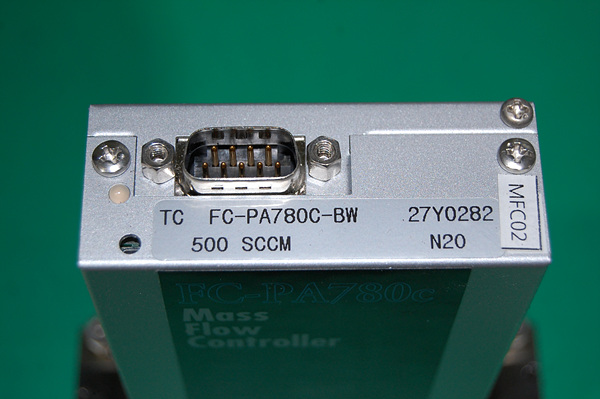 TC FC-PA780C-BW 27Y0282
500 SCCM N20
MFC02
FC-PA780c
Mass
Flow
Controller